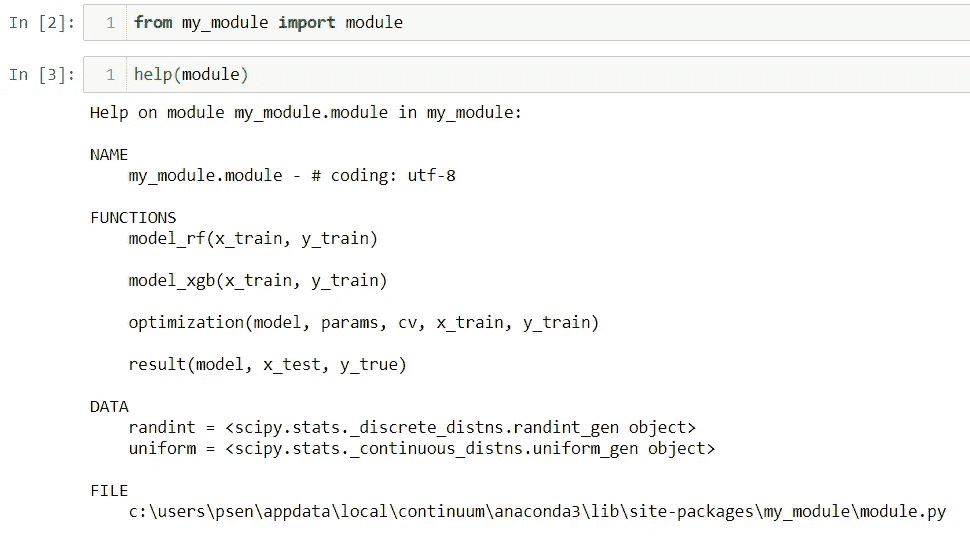 In [2]: 1 from my_module import module
In [3]: 1 help(module)
Help on module my_module.module in my_module:
NAME
my_module.module - # coding: utf-8
FUNCTIONS
model_rf(x_train, y_train)
model_xgb(x_train, y_train)
optimization(model, params, cv, x_train, y_train)
result(model, x_test, y_true)
DATA
randint = <scipy.stats._discrete_distns.randint_gen object>
uniform = <scipy.stats._continuous_distns.uniform_gen object>
FILE
c:\users\psen\appdata\local\continuum\anaconda3\lib\site-packages\my_module\module.py